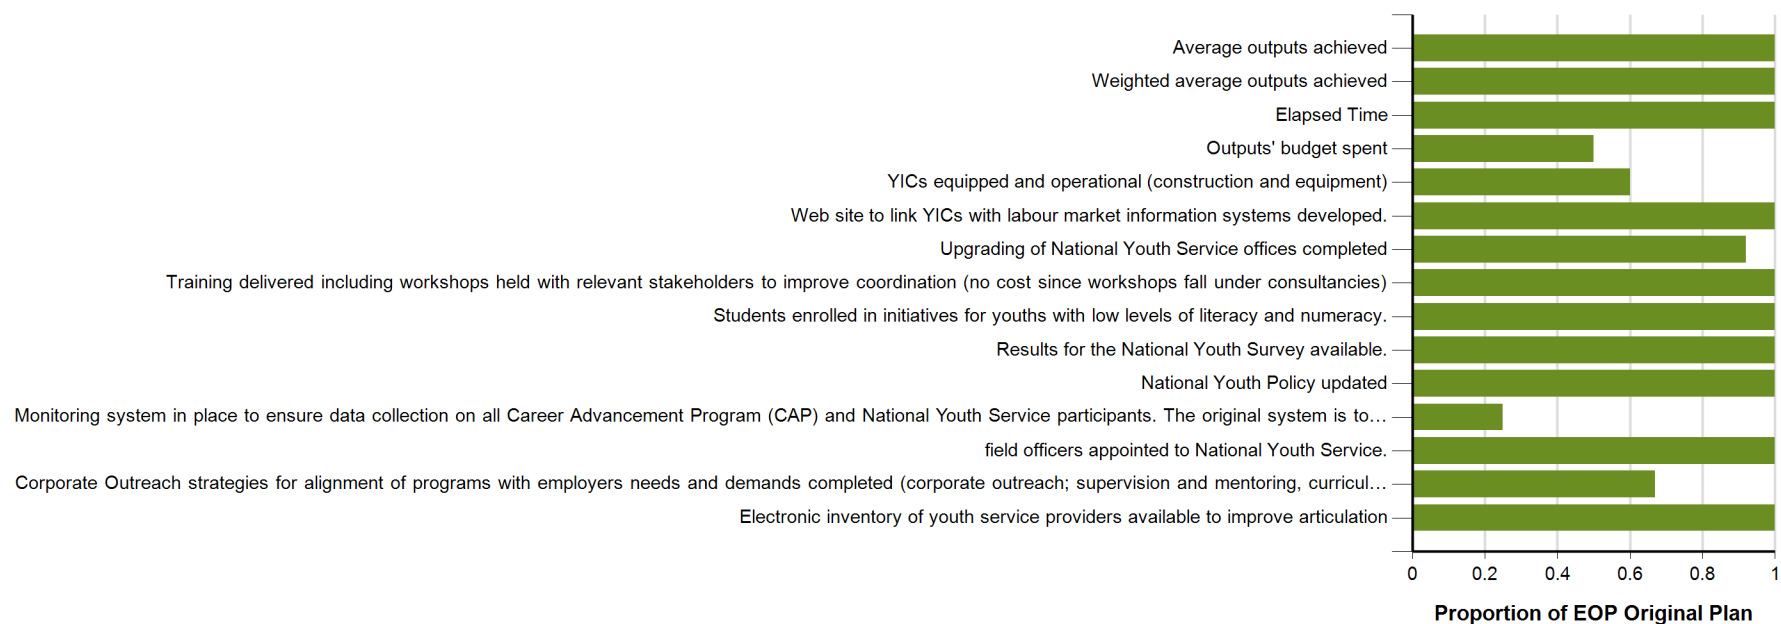 Average outputs achieved
Weighted average outputs achieved
Elapsed Time
Outputs' budget spent
YICs equipped and operational (construction and equipment)
Web site to link YICs with labour market information systems developed.
Upgrading of National Youth Service offices completed
Training delivered including workshops held with relevant stakeholders to improve coordination (no cost since workshops fall under consultancies)
Students enrolled in initiatives for youths with low levels of literacy and numeracy.
Results for the National Youth Survey available.
National Youth Policy updated
Monitoring system in place to ensure data collection on all Career Advancement Program (CAP) and National Youth Service participants. The original system is to…
field officers appointed to National Youth Service.
Corporate Outreach strategies for alignment of programs with employers needs and demands completed (corporate outreach; supervision and mentoring, curricul…
Electronic inventory of youth service providers available to improve articulation
0 0.2 0.4 0.6 0.8 1
Proportion of EOP Original Plan